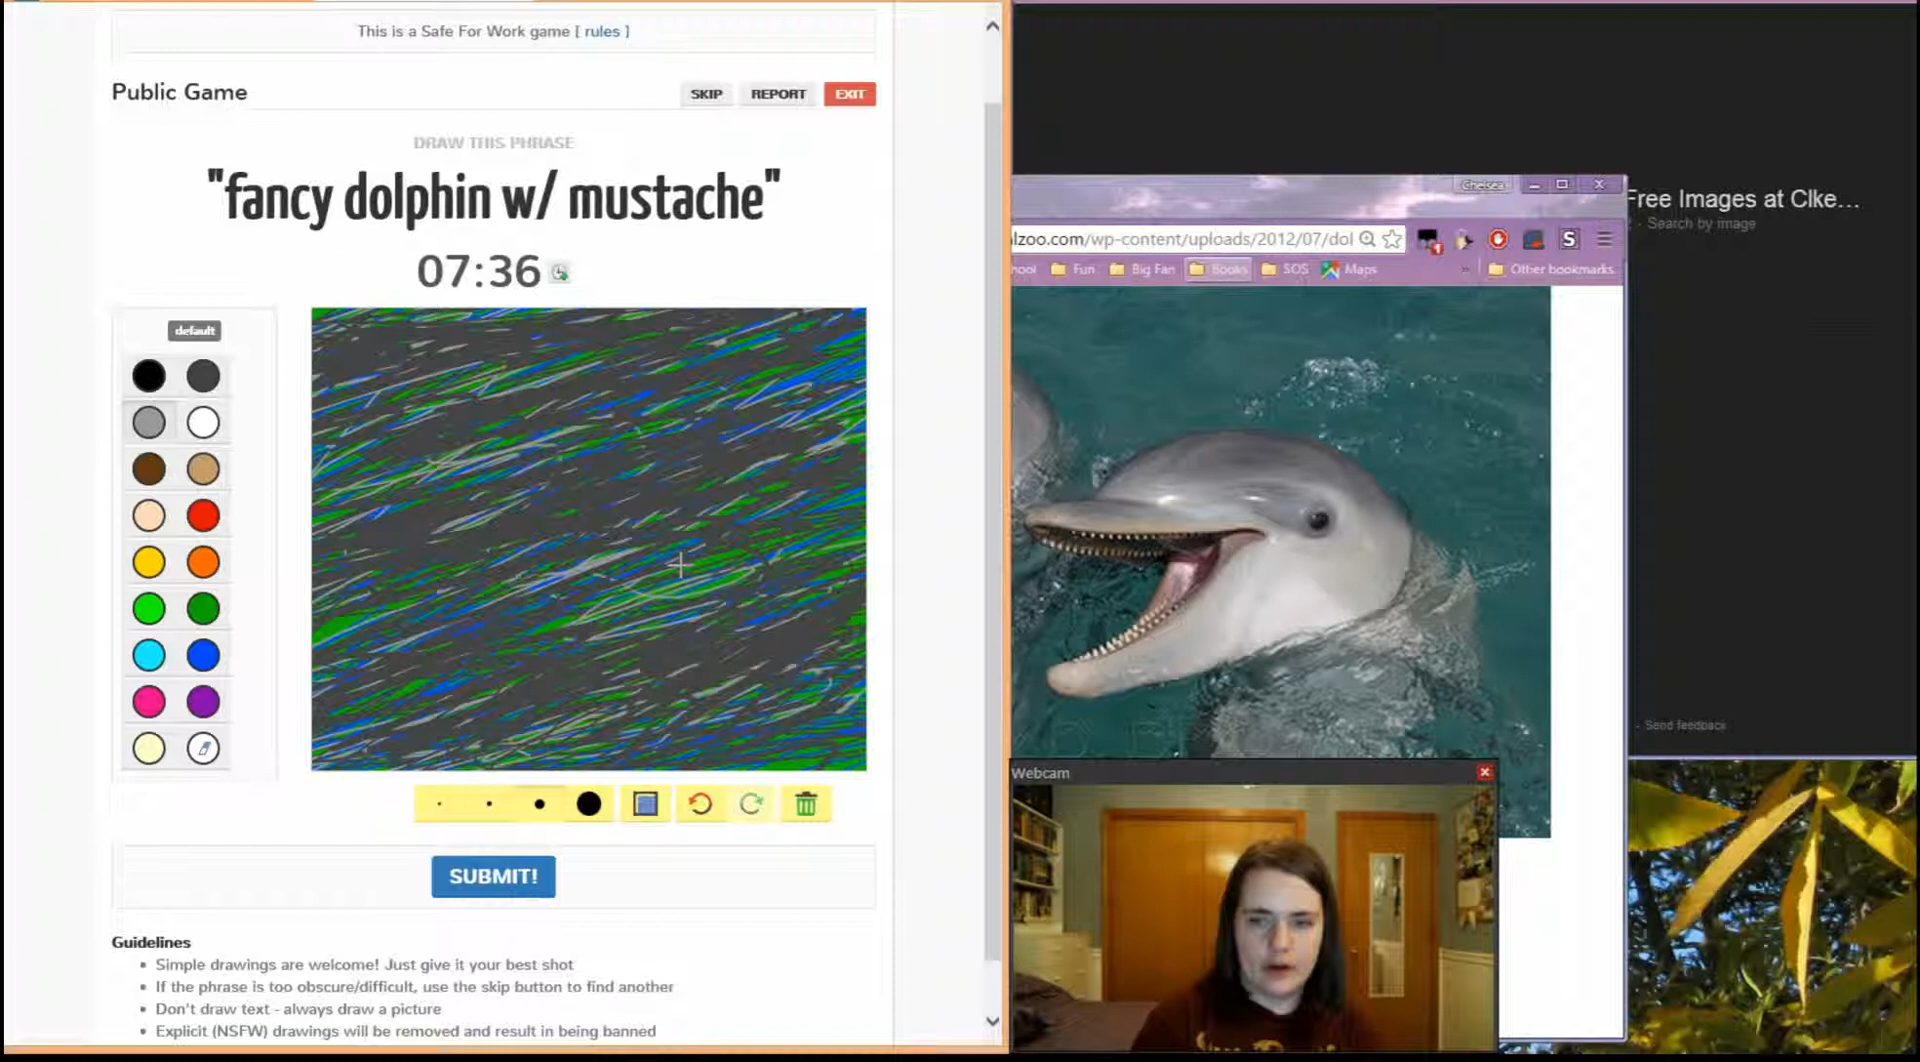 This is a Safe For Work game [ rules ]
Public Game
SKIP
REPORT
EXIT
DRAW THIS PHRASE
"fancy dolphin w/ mustache"
07:36
default
SUBMIT!
Guidelines
Simple drawings are welcome! Just give it your best shot
If the phrase is too obscure/difficult, use the skip button to find another
Don't draw text - always draw a picture
Explicit (NSFW) drawings will be removed and result in being banned
Chelsea
lzoo.com/wp-content/uploads/2012/07/dol
S
ool
Fun
Big Fan
Books
SOS
Maps
»
Other bookmarks
Free Images at Clke...
- Search by image
- Send feedback
Webcam